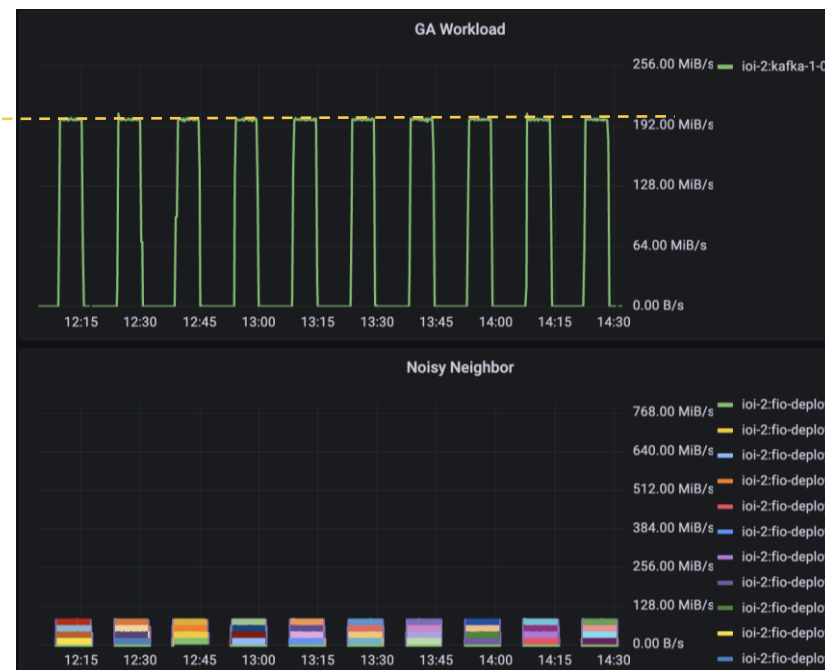 GA Workload
256.00 MiB/s
ioi-2:kafka-1-0
192.00 MiB/s
128.00 MiB/s
64.00 MiB/s
0.00 B/s
12:15 12:30 12:45 13:00 13:15 13:30 13:45 14:00 14:15 14:30
Noisy Neighbor
768.00 MiB/s
640.00 MiB/s
512.00 MiB/s
384.00 MiB/s
256.00 MiB/s
128.00 MiB/s
0.00 B/s
ioi-2:fio-deplo
ioi-2:fio-deplo
ioi-2:fio-deplo
ioi-2:fio-deplo
ioi-2:fio-deplo
ioi-2:fio-deplo
ioi-2:fio-deplo
ioi-2:fio-deplo
ioi-2:fio-deplo
ioi-2:fio-deplo
ioi-2:fio-deplo
12:15 12:30 12:45 13:00 13:15 13:30 13:45 14:00 14:15 14:30